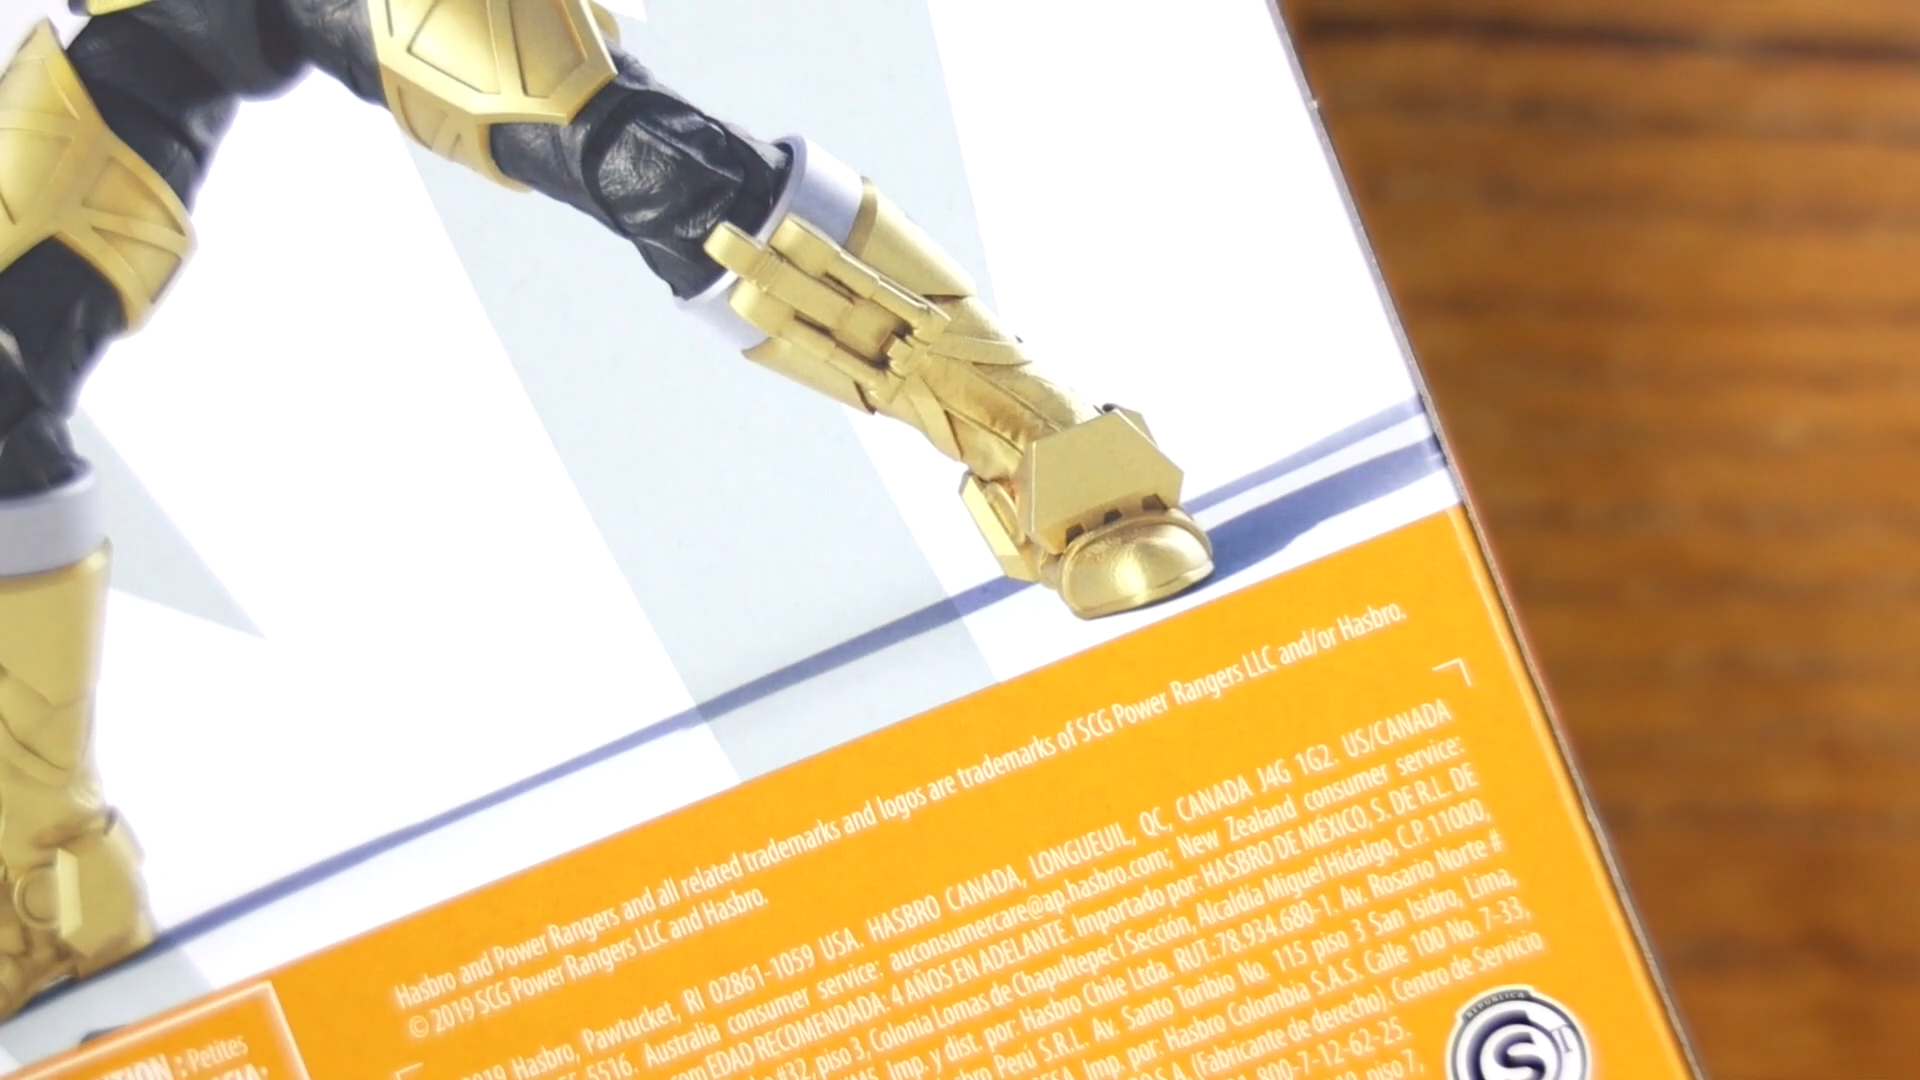 Hasbro and Power Rangers and all related trademarks and logos are trademarks of SCG Power Rangers LLC and/or Hasbro.
© 2019 SCG Power Rangers LLC and Hasbro.
Hasbro, Pawtucket, RI 02861-1059 USA. HASBRO CANADA, LONGUEUIL, QC, CANADA J4G 1G2. US/CANADA
5516. Australia consumer service: auconsumercare@ap.hasbro.com; New Zealand consumer service:
EDAD RECOMENDADA: 4 AÑOS EN ADELANTE. Importado por: HASBRO DE MÉXICO, S. DE R.L. DE
#32, piso 3, Colonia Lomas de Chapultepec I Sección, Alcaldía Miguel Hidalgo, C.P. 11000,
Imp. y dist. por: Hasbro Chile Ltda. RUT.:78.934.680-1. Av. Rosario Norte #
Perú S.R.L. Av. Santo Toribio No. 115 piso 3 San Isidro, Lima,
Imp. por: Hasbro Colombia S.A.S. Calle 100 No. 7-33,
S.A. (Fabricante de derecho). Centro de Servicio
800-7-12-62-25.
piso 7,
: Petites
REPUBLICA
S
T